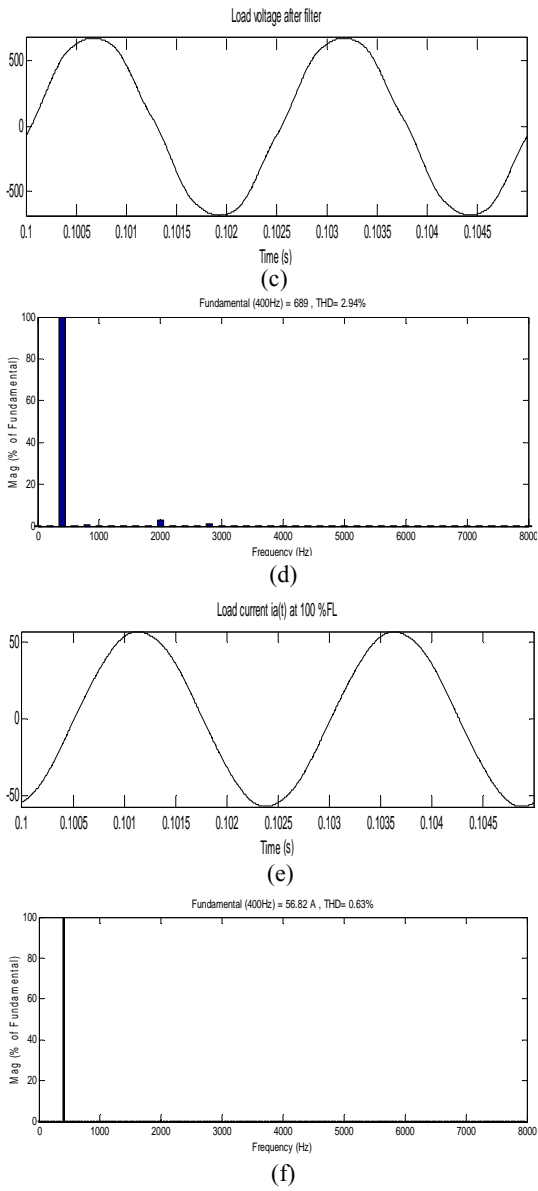 Load voltage after filter
500
0
-500
0.1 0.1005 0.101 0.1015 0.102 0.1025 0.103 0.1035 0.104 0.1045
Time (s)
(c)
Fundamental (400Hz) = 689 , THD= 2.94%
Mag (% of Fundamental)
100
80
60
40
20
0
0 1000 2000 3000 4000 5000 6000 7000 8000
Frequency (Hz)
(d)
Load current ia(t) at 100 %FL
50
0
-50
0.1 0.1005 0.101 0.1015 0.102 0.1025 0.103 0.1035 0.104 0.1045
Time (s)
(e)
Fundamental (400Hz) = 56.82 A , THD= 0.63%
Mag (% of Fundamental)
100
80
60
40
20
0
0 1000 2000 3000 4000 5000 6000 7000 8000
Frequency (Hz)
(f)